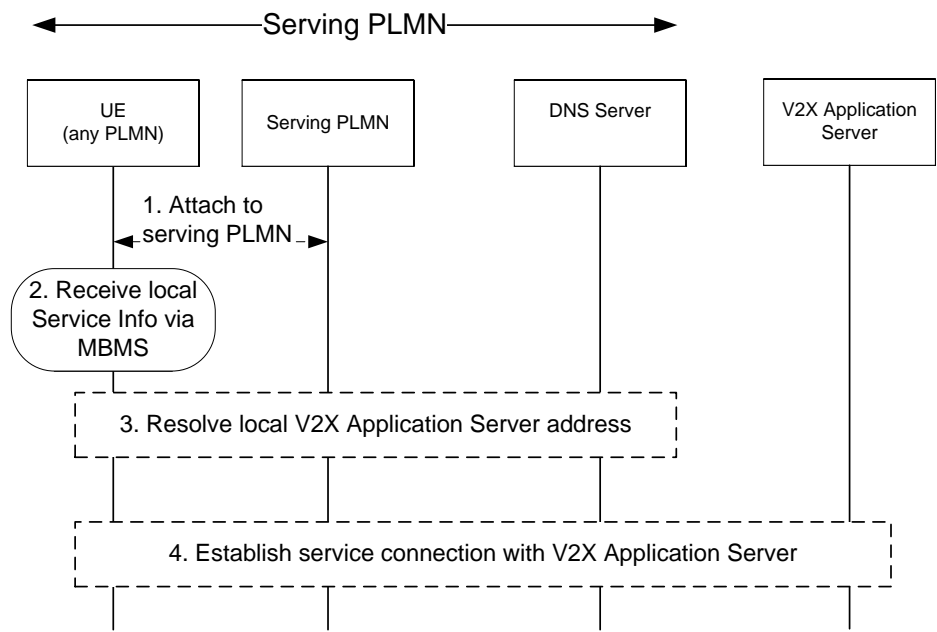 Serving PLMN
UE
(any PLMN)
Serving PLMN
DNS Server
V2X Application
Server
1. Attach to
serving PLMN
2. Receive local
Service Info via
MBMS
3. Resolve local V2X Application Server address
4. Establish service connection with V2X Application Server